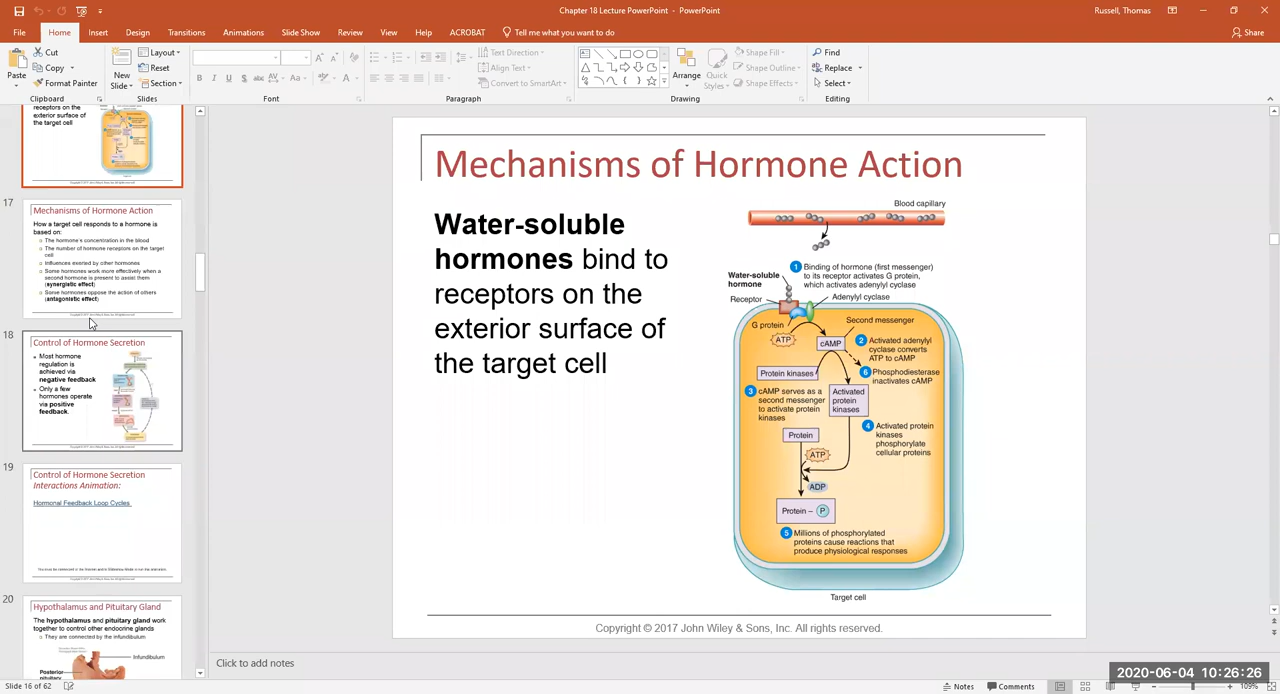 Chapter 18 Lecture PowerPoint - PowerPoint
Russell, Thomas
File
Home
Insert
Design
Transitions
Animations
Slide Show
Review
View
Help
ACROBAT
Tell me what you want to do
Share
Paste
Cut
Copy
Format Painter
Clipboard
New
Slide
Layout
Reset
Section
Slides
Font
Text Direction
Align Text
Convert to SmartArt
Paragraph
Arrange
Quick
Styles
Shape Fill
Shape Outline
Shape Effects
Drawing
Find
Replace
Select
Editing
receptors on the
exterior surface of
the target cell
17
Mechanisms of Hormone Action
How a target cell responds to a hormone is
based on:
The hormone's concentration in the blood
The number of hormone receptors on the target
cell
Influences exerted by other hormones
Some hormones work more effectively when a
second hormone is present to assist them
(synergistic effect)
Some hormones oppose the action of others
(antagonistic effect)
18
Control of Hormone Secretion
Most hormone
regulation is
achieved via
negative feedback
Only a few
hormones operate
via positive
feedback.
19
Control of Hormone Secretion
Interactions Animation:
Hormonal Feedback Loop Cycles
20
Hypothalamus and Pituitary Gland
The hypothalamus and pituitary gland work
together to control other endocrine glands
They are connected by the infundibulum
Infundibulum
Posterior
pituitary
Mechanisms of Hormone Action
Water-soluble
hormones bind to
receptors on the
exterior surface of
the target cell
Blood capillary
1 Binding of hormone (first messenger)
to its receptor activates G protein,
which activates adenylyl cyclase
Water-soluble
hormone
Receptor
Adenylyl cyclase
G protein
Second messenger
ATP
cAMP
2 Activated adenylyl
cyclase converts
ATP to cAMP
6 Phosphodiesterase
inactivates cAMP
Protein kinases
3 cAMP serves as a
second messenger
to activate protein
kinases
Activated
protein
kinases
4 Activated protein
kinases
phosphorylate
cellular proteins
Protein
ATP
ADP
Protein – P
5 Millions of phosphorylated
proteins cause reactions that
produce physiological responses
Target cell
Copyright © 2017 John Wiley & Sons, Inc. All rights reserved.
Click to add notes
2020-06-04 10:26:26
Slide 16 of 62
Notes
Comments
109%